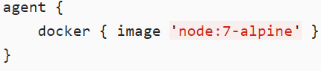 agent {
    docker { image 'node:7-alpine' }
}